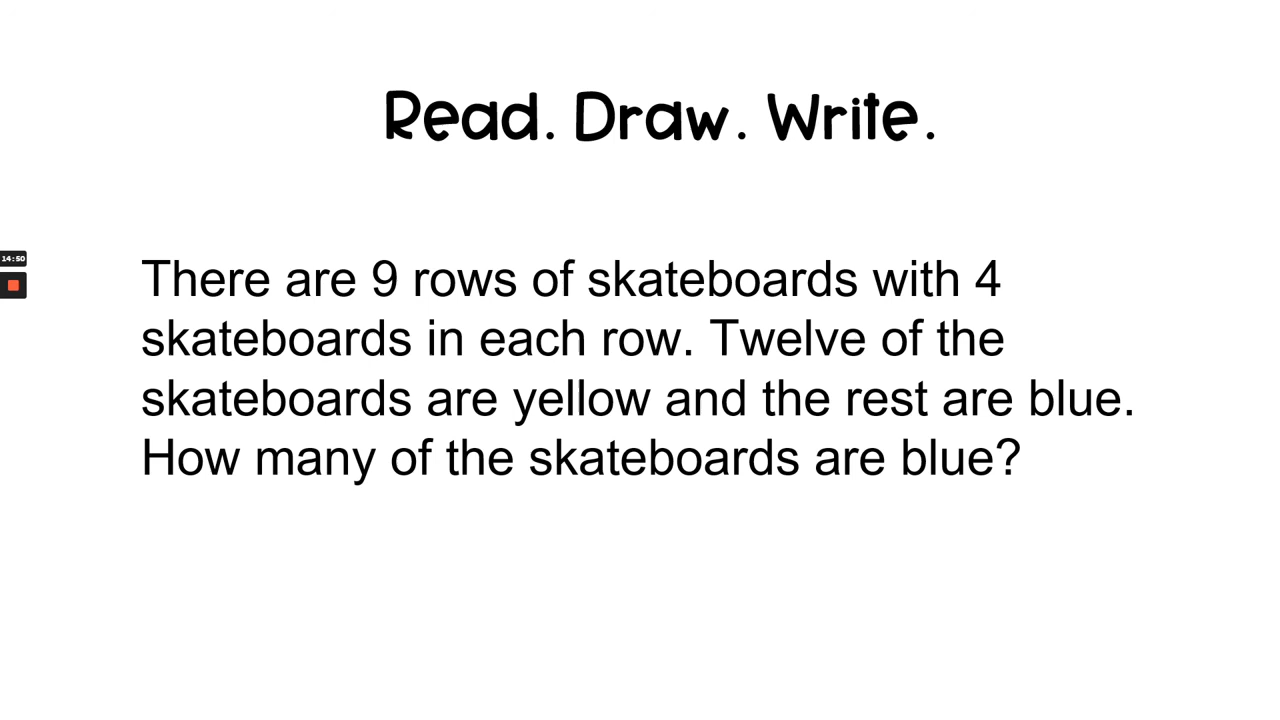 Read. Draw. Write.
14:50
There are 9 rows of skateboards with 4
skateboards in each row. Twelve of the
skateboards are yellow and the rest are blue.
How many of the skateboards are blue?